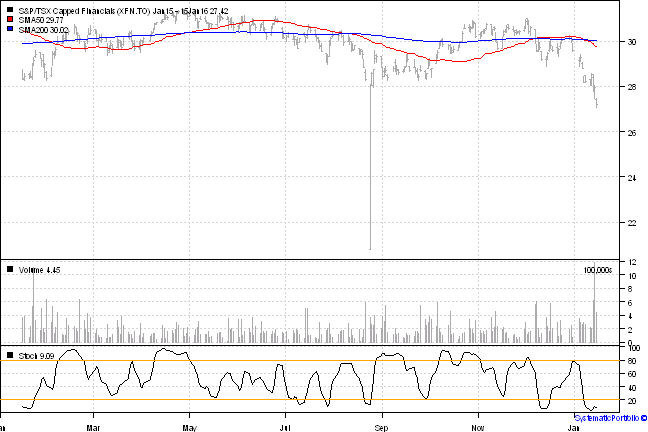 S&P/TSX Capped Financials (XFN.TO) Jan15 - 15Jan16 27.42
SMA50 29.77
SMA200 30.02
30
28
26
24
22
Volume 4.45
100,000s
12
10
8
6
4
2
0
Stoch 9.09
100
80
60
40
20
an
Mar
May
Jul
Sep
Nov
Jan
SystematicPortfolio ©